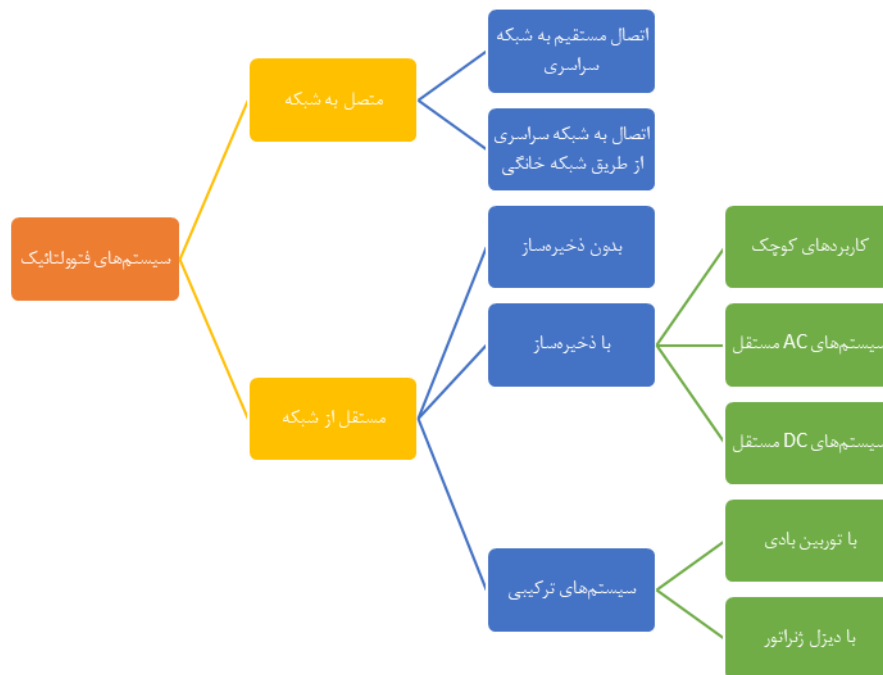 سیستم‌های فتوولتائیک
متصل به شبکه
اتصال مستقیم به شبکه
سراسری
اتصال به شبکه سراسری
از طریق شبکه خانگی
مستقل از شبکه
بدون ذخیره‌ساز
با ذخیره‌ساز
کاربردهای کوچک
سیستم‌های AC مستقل
سیستم‌های DC مستقل
سیستم‌های ترکیبی
با توربین بادی
با دیزل ژنراتور